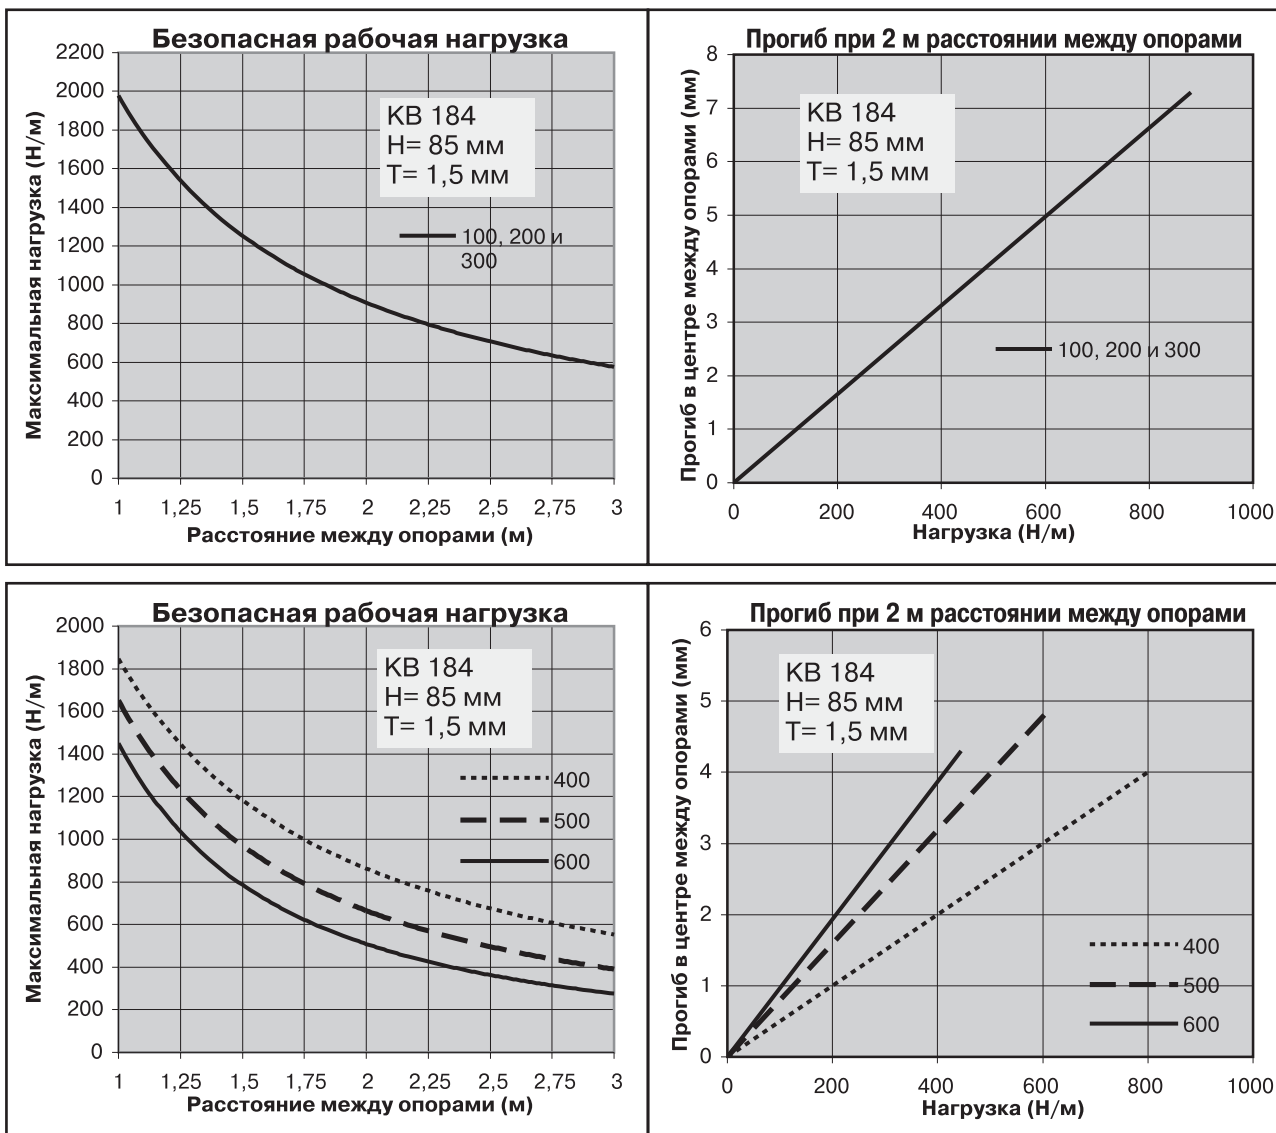 Безопасная рабочая нагрузка
Максимальная нагрузка (Н/м)
2200
2000
1800
1600
1400
1200
1000
800
600
400
200
0
КВ 184
Н= 85 мм
Т= 1,5 мм
100, 200 и
300
1 1,25 1,5 1,75 2 2,25 2,5 2,75 3
Расстояние между опорами (м)
Прогиб при 2 м расстоянии между опорами
Прогиб в центре между опорами (мм)
8
7
6
5
4
3
2
1
0
КВ 184
Н= 85 мм
Т= 1,5 мм
100, 200 и 300
0 200 400 600 800 1000
Нагрузка (Н/м)
Безопасная рабочая нагрузка
Максимальная нагрузка (Н/м)
2000
1800
1600
1400
1200
1000
800
600
400
200
0
КВ 184
Н= 85 мм
Т= 1,5 мм
400
500
600
1 1,25 1,5 1,75 2 2,25 2,5 2,75 3
Расстояние между опорами (м)
Прогиб при 2 м расстоянии между опорами
Прогиб в центре между опорами (мм)
6
5
4
3
2
1
0
КВ 184
Н= 85 мм
Т= 1,5 мм
400
500
600
0 200 400 600 800 1000
Нагрузка (Н/м)